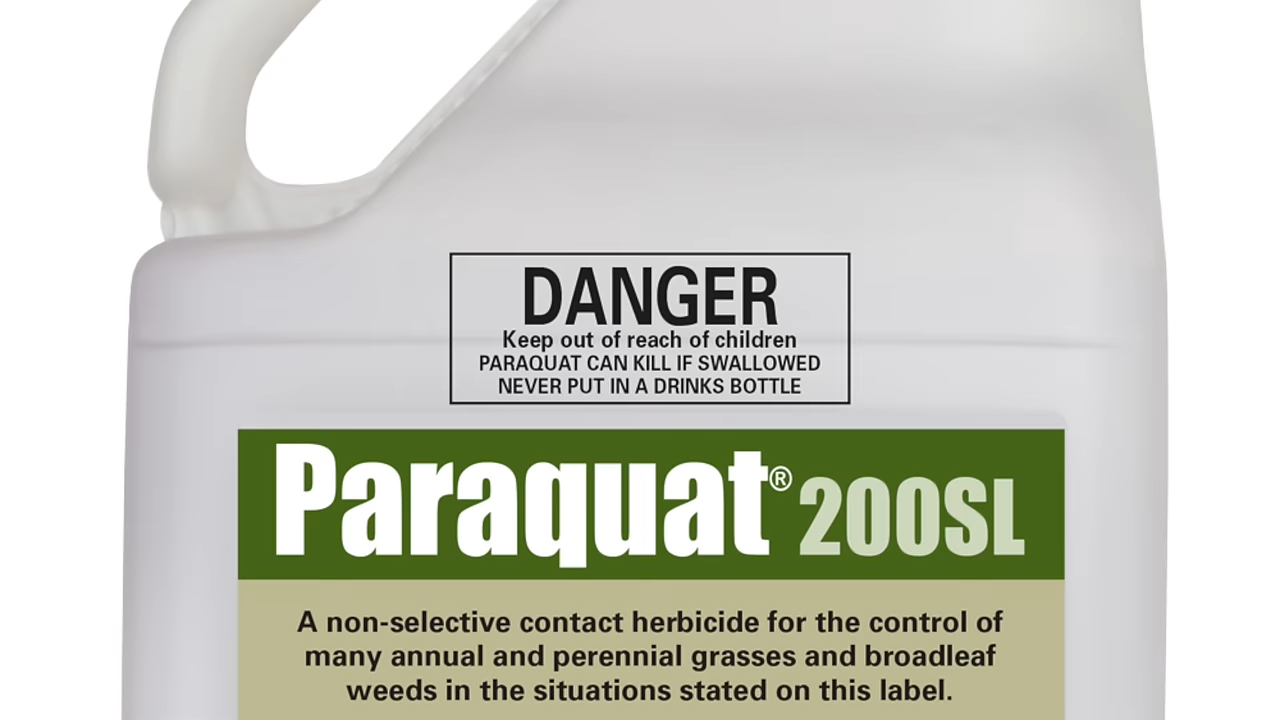 DANGER
Keep out of reach of children
PARAQUAT CAN KILL IF SWALLOWED
NEVER PUT IN A DRINKS BOTTLE
Paraquat® 200SL
A non-selective contact herbicide for the control of
many annual and perennial grasses and broadleaf
weeds in the situations stated on this label.